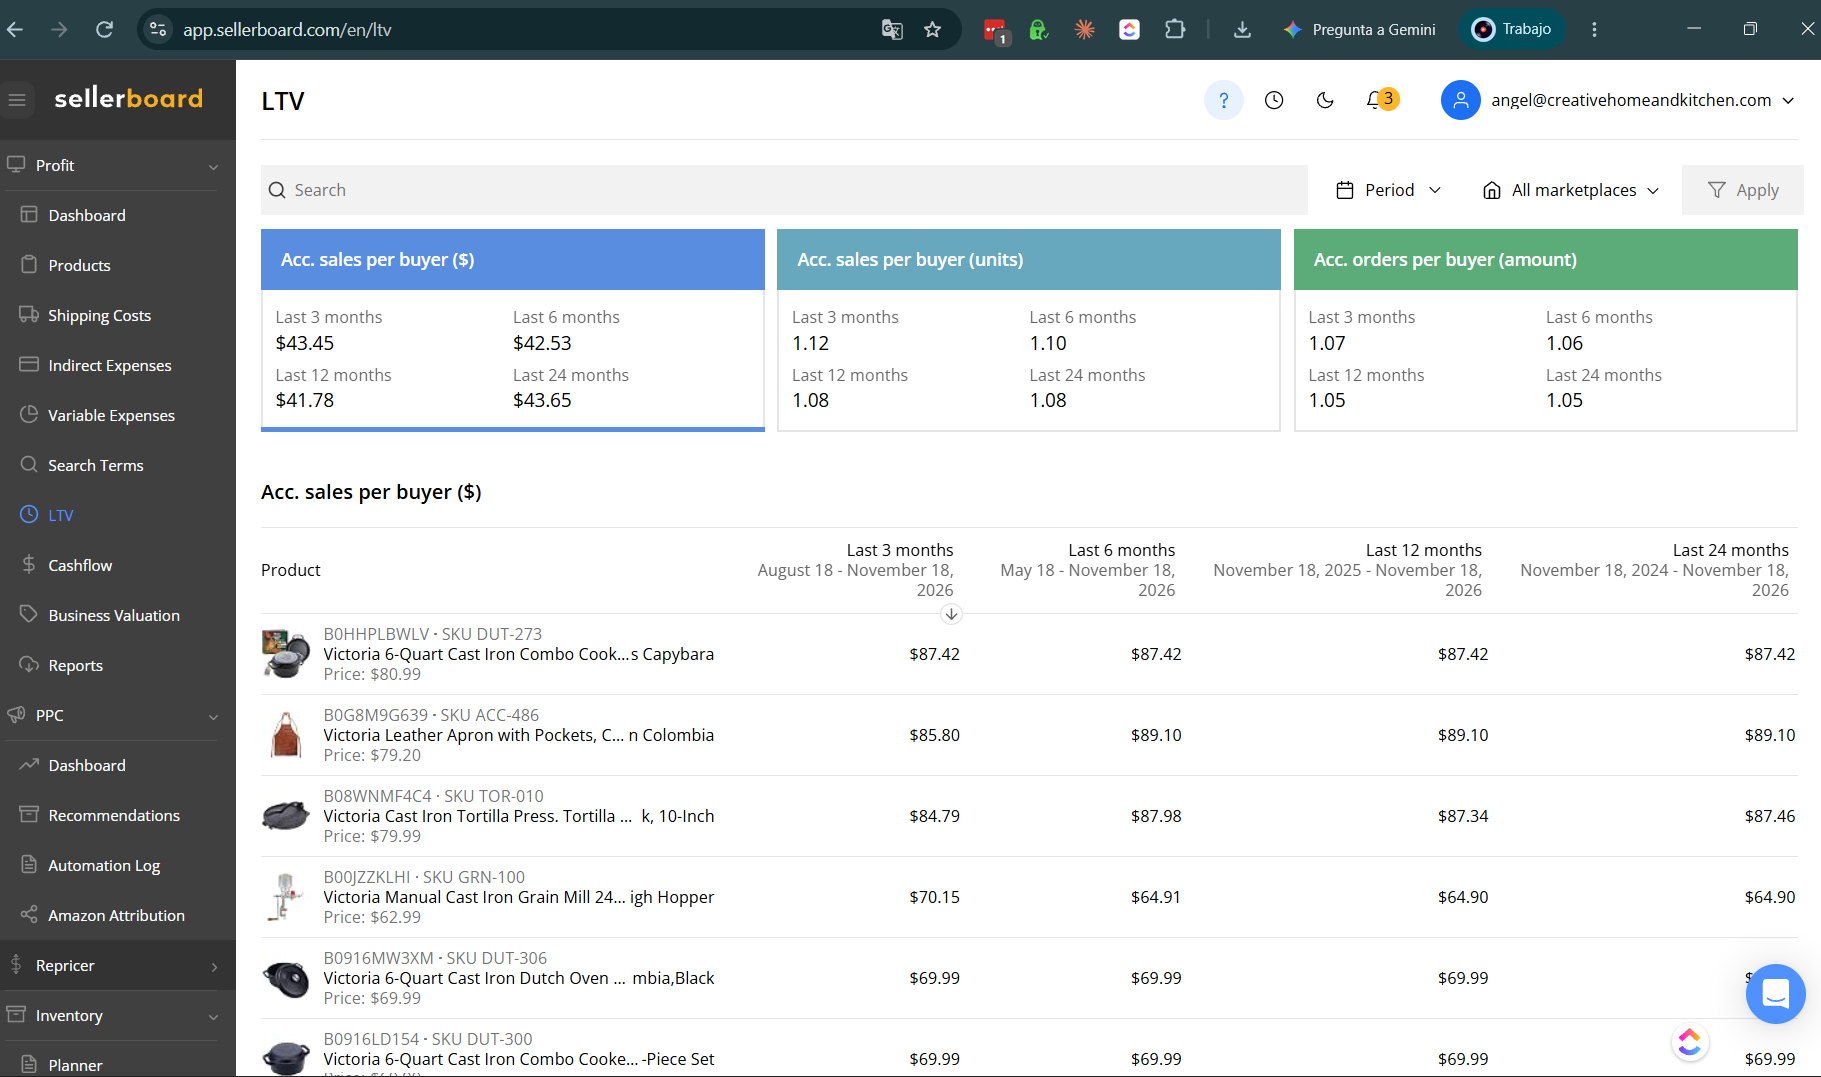 app.sellerboard.com/en/ltv
1
Pregunta a Gemini
Trabajo
sellerboard
LTV
?
3
angel@creativehomeandkitchen.com
Profit
Dashboard
Products
Shipping Costs
Indirect Expenses
Variable Expenses
Search Terms
LTV
Cashflow
Business Valuation
Reports
PPC
Dashboard
Recommendations
Automation Log
Amazon Attribution
Repricer
Inventory
Planner
Search
Period
All marketplaces
Apply
Acc. sales per buyer ($)
Last 3 months
Last 6 months
$43.45
$42.53
Last 12 months
Last 24 months
$41.78
$43.65
Acc. sales per buyer (units)
Last 3 months
Last 6 months
1.12
1.10
Last 12 months
Last 24 months
1.08
1.08
Acc. orders per buyer (amount)
Last 3 months
Last 6 months
1.07
1.06
Last 12 months
Last 24 months
1.05
1.05
Acc. sales per buyer ($)
Product
Last 3 months
August 18 - November 18,
2026
Last 6 months
May 18 - November 18,
2026
Last 12 months
November 18, 2025 - November 18,
2026
Last 24 months
November 18, 2024 - November 18,
2026
B0HHPLBWLV · SKU DUT-273
Victoria 6-Quart Cast Iron Combo Cook...s Capybara
Price: $80.99
$87.42
$87.42
$87.42
$87.42
B0G8M9G639 · SKU ACC-486
Victoria Leather Apron with Pockets, C... n Colombia
Price: $79.20
$85.80
$89.10
$89.10
$89.10
B08WNMF4C4 · SKU TOR-010
Victoria Cast Iron Tortilla Press. Tortilla ... k, 10-Inch
Price: $79.99
$84.79
$87.98
$87.34
$87.46
B00JZZKLHI · SKU GRN-100
Victoria Manual Cast Iron Grain Mill 24... igh Hopper
Price: $62.99
$70.15
$64.91
$64.90
$64.90
B0916MW3XM · SKU DUT-306
Victoria 6-Quart Cast Iron Dutch Oven ... mbia,Black
Price: $69.99
$69.99
$69.99
$69.99
B0916LD154 · SKU DUT-300
Victoria 6-Quart Cast Iron Combo Cooke... -Piece Set
$69.99
$69.99
$69.99
$69.99